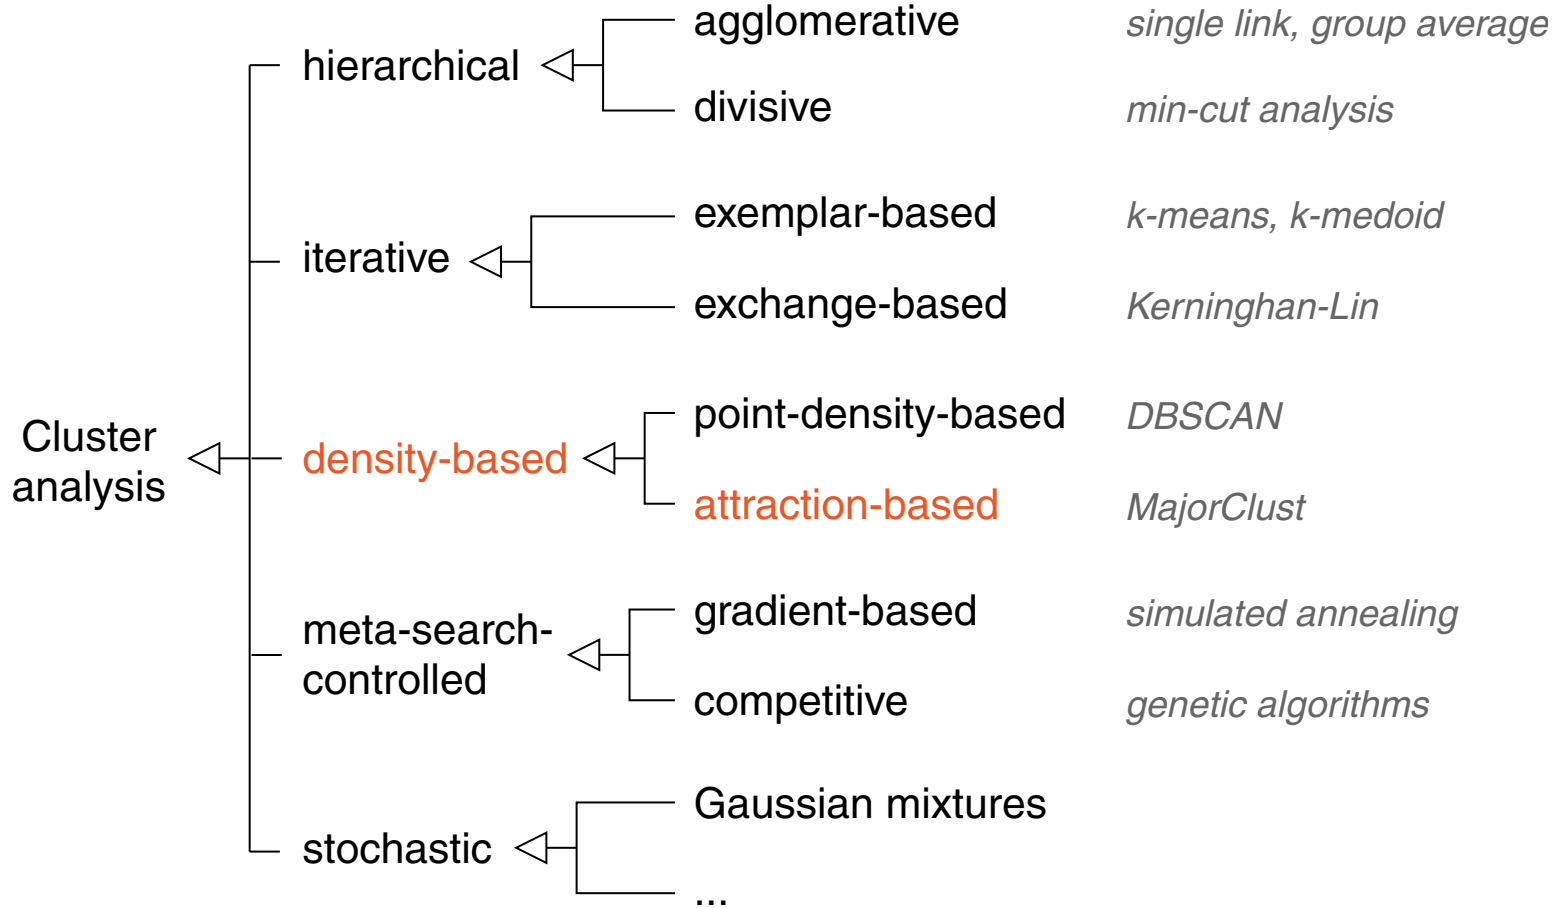 agglomerative single link, group average
hierarchical
divisive min-cut analysis
exemplar-based k-means, k-medoid
iterative
exchange-based Kerninghan-Lin
point-density-based DBSCAN
Cluster
analysis
density-based
attraction-based MajorClust
gradient-based simulated annealing
meta-search-
controlled
competitive genetic algorithms
Gaussian mixtures
stochastic
...